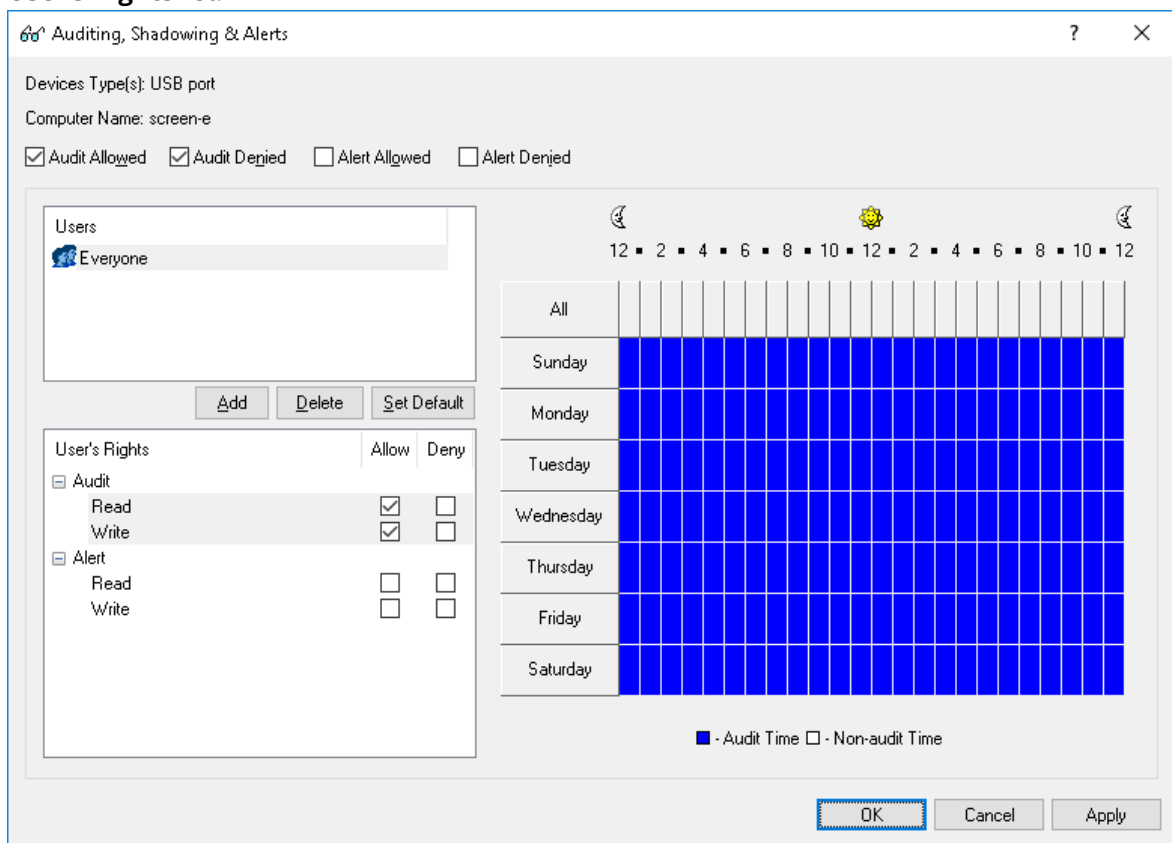 Auditing, Shadowing & Alerts ?
Devices Type(s): USB port
Computer Name: screen-e
Audit Allowed Audit Denied Alert Allowed Alert Denied
Users
Everyone
Add Delete Set Default
User's Rights Allow Deny
Audit
Read
Write
Alert
Read
Write
12 2 4 6 8 10 12 2 4 6 8 10 12
All
Sunday
Monday
Tuesday
Wednesday
Thursday
Friday
Saturday
- Audit Time - Non-audit Time
OK Cancel Apply